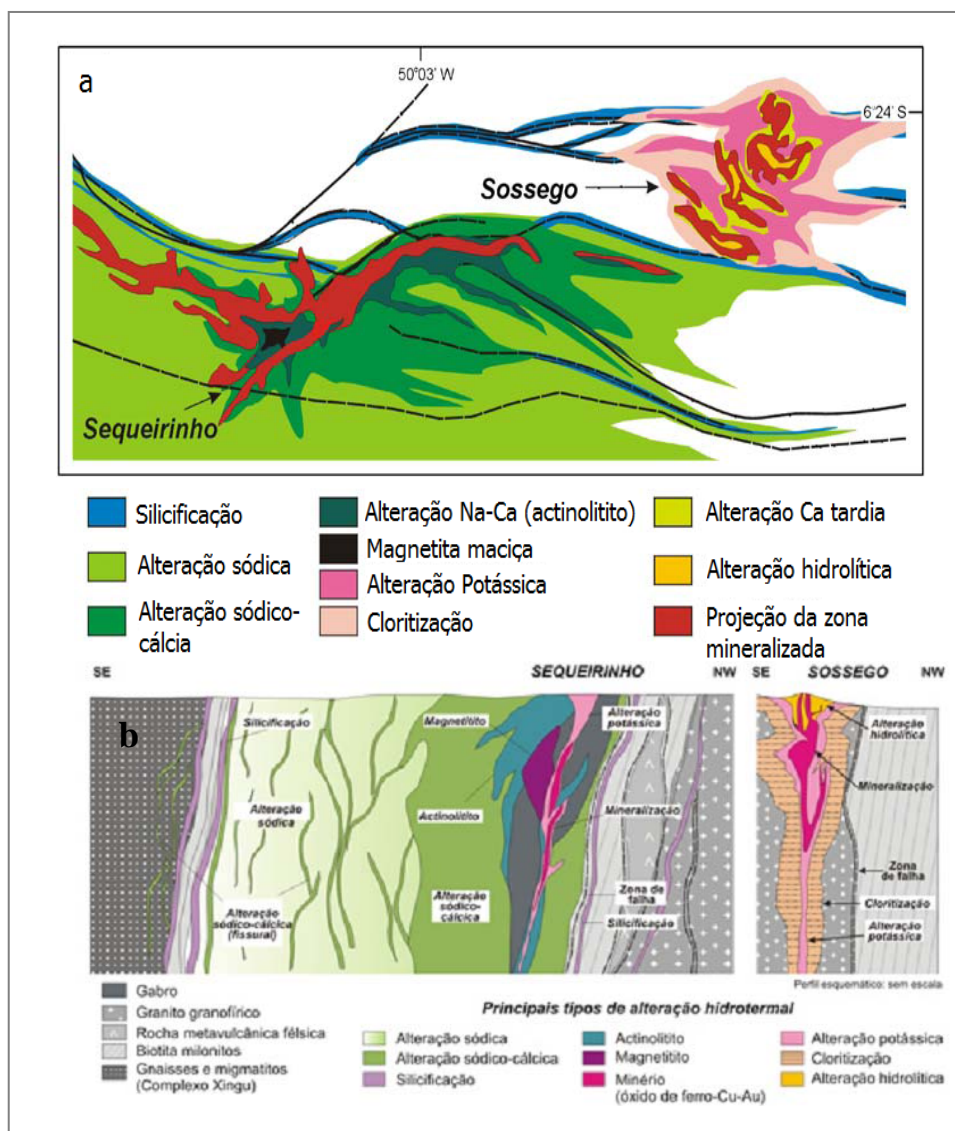 a
50°03' W
6°24' S
Sossego
Sequeirinho
Silicificação
Alteração sódica
Alteração sódico-
cálcia
Alteração Na-Ca (actinolitito)
Magnetita maciça
Alteração Potássica
Cloritização
Alteração Ca tardia
Alteração hidrolítica
Projeção da zona
mineralizada
SE
SEQUEIRINHO
NW
SE
SOSSEGO
NW
b
Silicificação
Magnetitito
Alteração
potássica
Alteração
hidrolítica
Alteração
sódica
Actinolitito
Mineralização
Mineralização
Alteração
sódico-cálcica
(fissural)
Alteração
sódico-
cálcica
Zona de
falha
Silicificação
Zona
de falha
Cloritização
Alteração
potássica
Perfil esquemático: sem escala
Gabro
Granito granofírico
Rocha metavulcânica félsica
Biotita milonitos
Gnaisses e migmatitos
(Complexo Xingu)
Principais tipos de alteração hidrotermal
Alteração sódica
Alteração sódico-cálcica
Silicificação
Actinolitito
Magnetitito
Minério
(óxido de ferro-Cu-Au)
Alteração potássica
Cloritização
Alteração hidrolítica